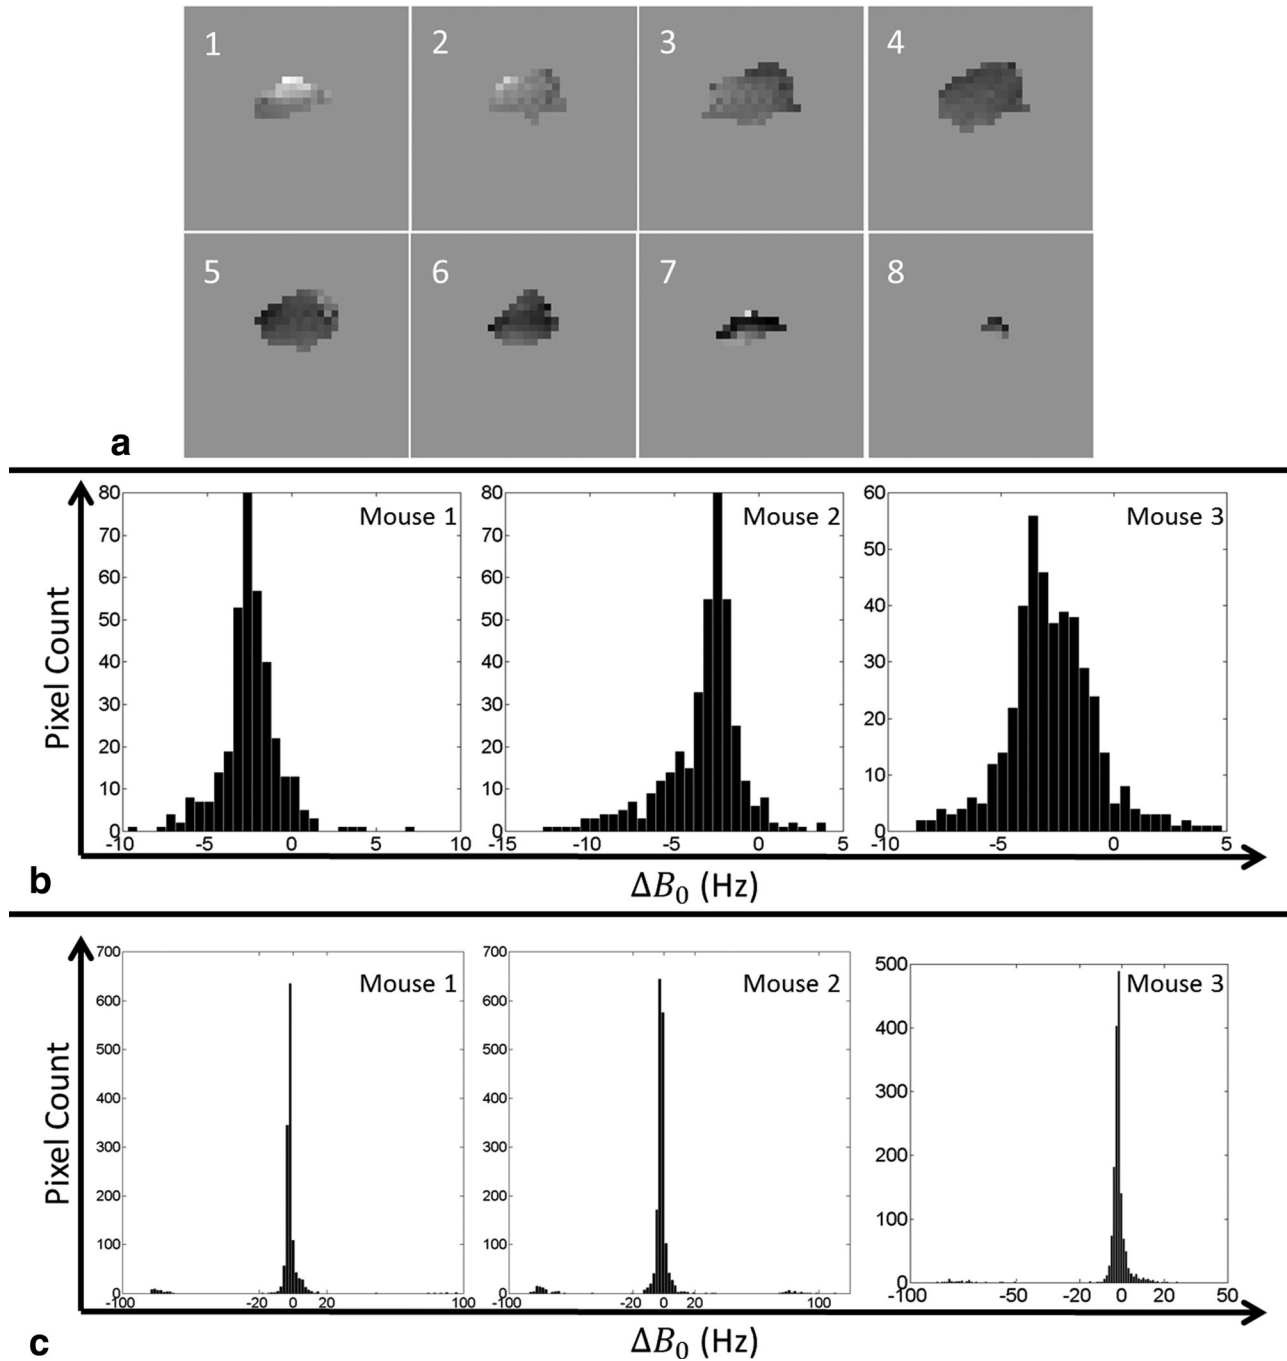 1 2 3 4
5 6 7 8
a
80 80 60
Mouse 1 Mouse 2 Mouse 3
70 70 50
60 60 40
50 50 30
40 40 20
30 30 10
20 20 0
10 10
0 0
-10 -5 0 5 10 -15 -10 -5 0 5 -10 -5 0 5
Pixel Count
ΔB₀ (Hz)
b
700 700 500
Mouse 1 Mouse 2 Mouse 3
600 600 400
500 500 300
400 400 200
300 300 100
200 200 0
100 100
0 0
-100 -20 0 20 100 -100 -20 0 20 100 -100 -50 -20 0 20 50
Pixel Count
ΔB₀ (Hz)
c